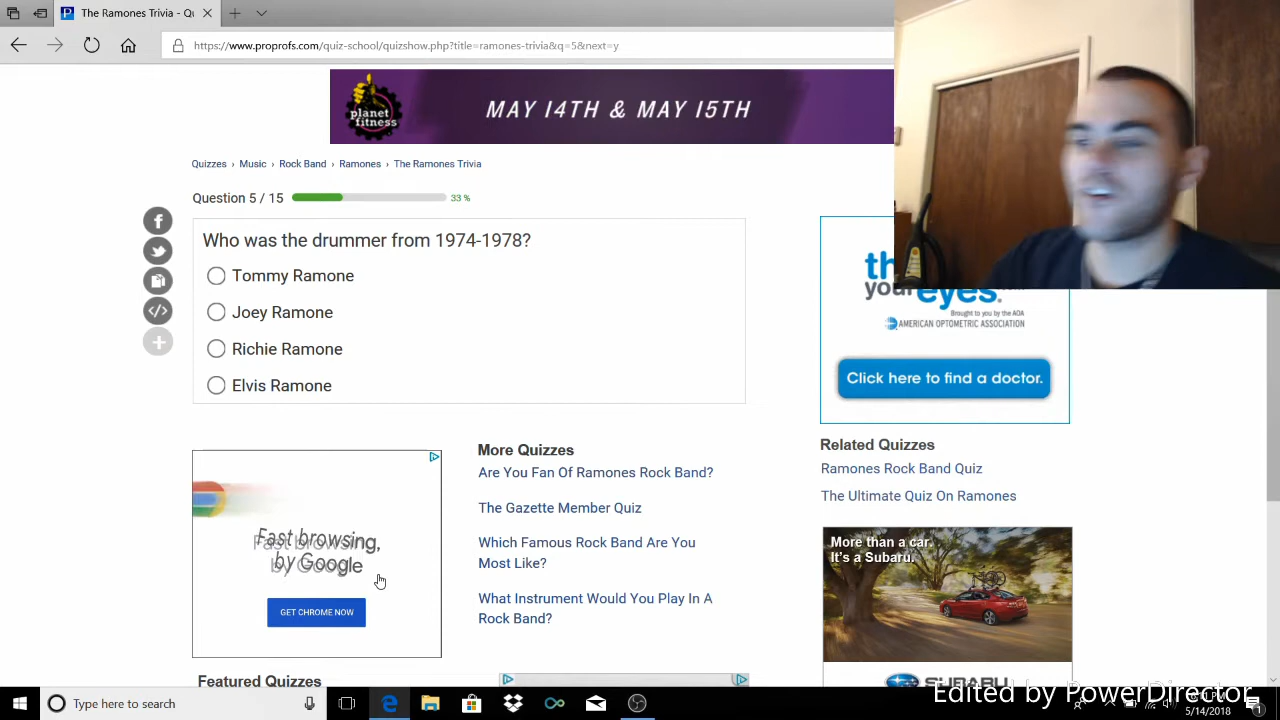 The Ramones Trivia - Qu
https://www.proprofs.com/quiz-school/quizshow.php?title=ramones-trivia&q=5&next=y
planet fitness
MAY 14TH & MAY 15TH
Quizzes › Music › Rock Band › Ramones › The Ramones Trivia
Question 5 / 15
33 %
Who was the drummer from 1974-1978?
Tommy Ramone
Joey Ramone
Richie Ramone
Elvis Ramone
your eyes.
Brought to you by the AOA
AMERICAN OPTOMETRIC ASSOCIATION
Click here to find a doctor.
More Quizzes
Are You Fan Of Ramones Rock Band?
The Gazette Member Quiz
Which Famous Rock Band Are You
Most Like?
What Instrument Would You Play In A
Rock Band?
Related Quizzes
Ramones Rock Band Quiz
The Ultimate Quiz On Ramones
Fast browsing,
by Google
GET CHROME NOW
More than a car.
It's a Subaru.
SUBARU
Featured Quizzes
Edited by PowerDirector
Type here to search
5/14/2018
1